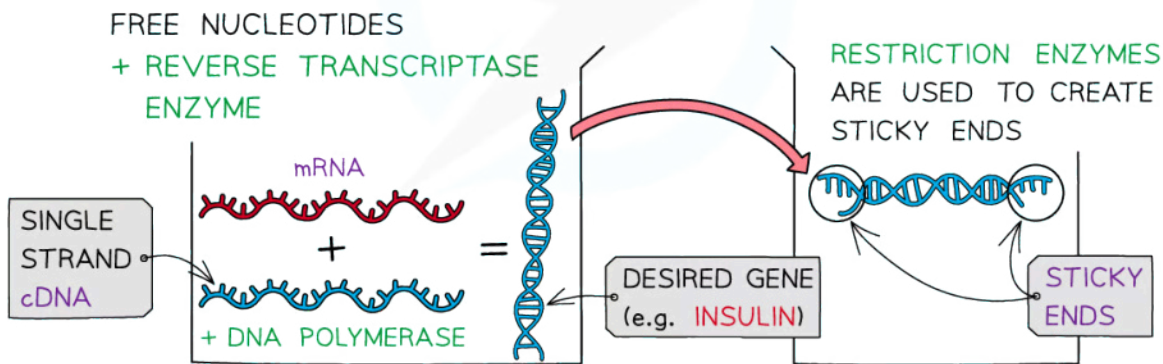 FREE NUCLEOTIDES
+ REVERSE TRANSCRIPTASE
ENZYME
mRNA
SINGLE
STRAND
cDNA
+
=
+ DNA POLYMERASE
DESIRED GENE
(e.g. INSULIN)
RESTRICTION ENZYMES
ARE USED TO CREATE
STICKY ENDS
STICKY
ENDS